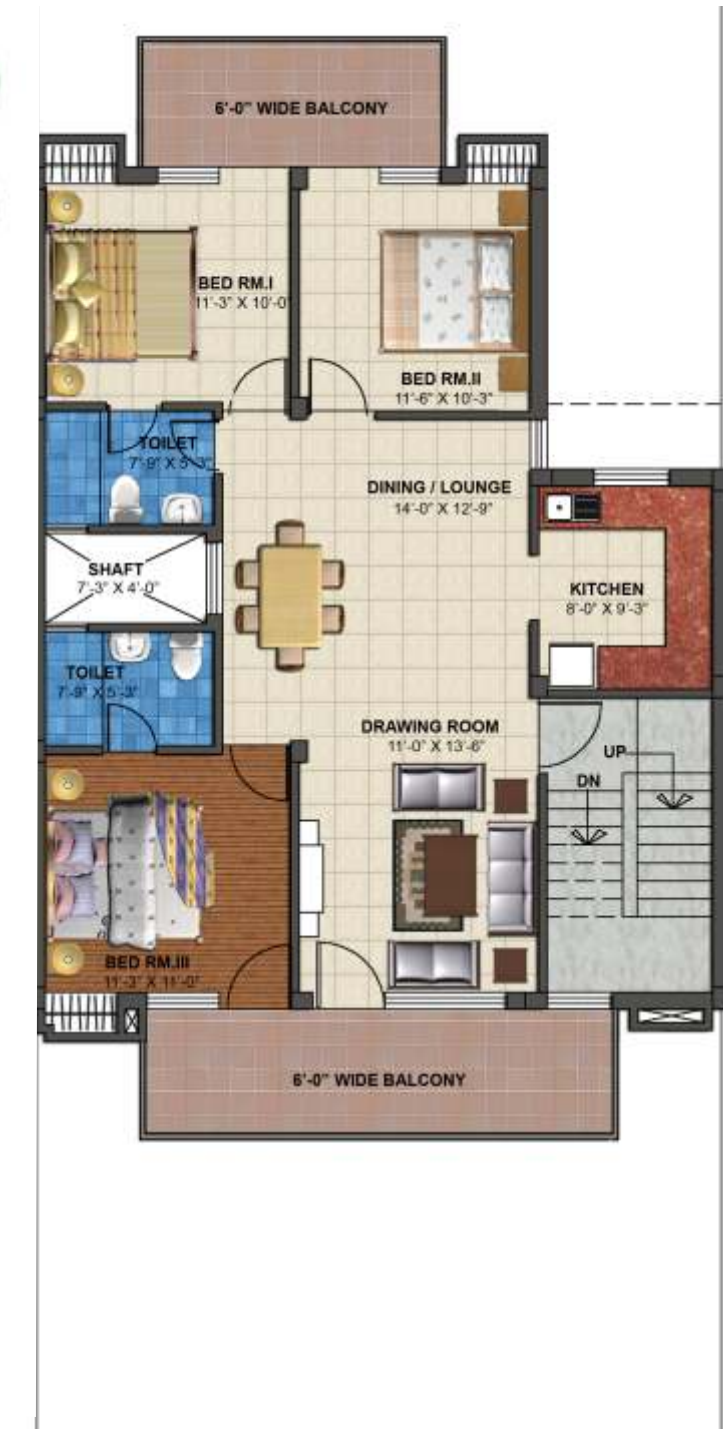 6'-0" WIDE BALCONY
BED RM.I
11'-3" X 10'-0
BED RM.II
11'-6" X 10'-3"
TOILET
7'-9" X 5'-3"
DINING / LOUNGE
14'-0" X 12'-9"
SHAFT
7'-3" X 4'-0"
KITCHEN
8'-0" X 9'-3"
TOILET
7'-9" X 5'-3'
DRAWING ROOM
11'-0" X 13'-6"
UP
DN
BED RM.III
11'-3" X 11'-0"
6'-0" WIDE BALCONY